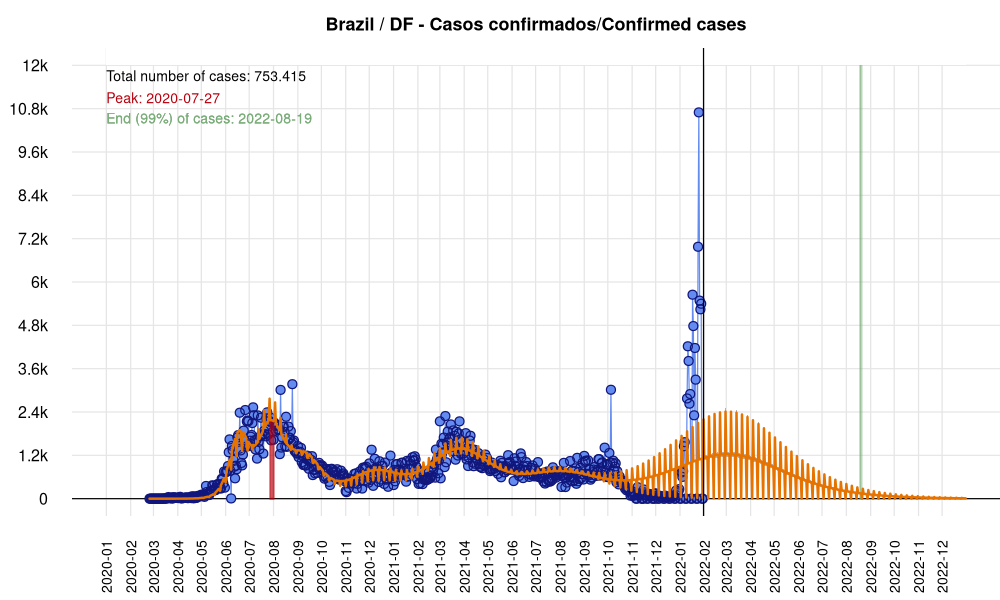 Brazil / DF - Casos confirmados/Confirmed cases
Total number of cases: 753.415
Peak: 2020-07-27
End (99%) of cases: 2022-08-19
12k
10.8k
9.6k
8.4k
7.2k
6k
4.8k
3.6k
2.4k
1.2k
0
2020-01
2020-02
2020-03
2020-04
2020-05
2020-06
2020-07
2020-08
2020-09
2020-10
2020-11
2020-12
2021-01
2021-02
2021-03
2021-04
2021-05
2021-06
2021-07
2021-08
2021-09
2021-10
2021-11
2021-12
2022-01
2022-02
2022-03
2022-04
2022-05
2022-06
2022-07
2022-08
2022-09
2022-10
2022-11
2022-12